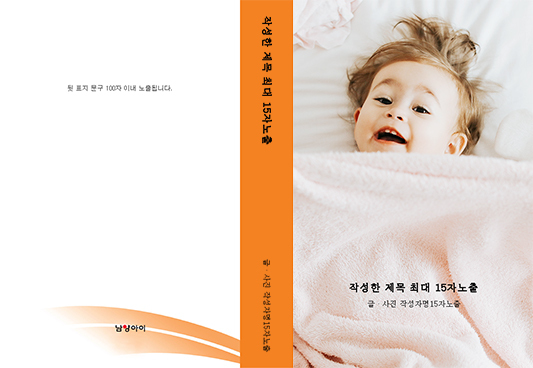 뒷 표지 문구 100자 이내 노출됩니다.
남양아이
작성한 제목 최대 15자노출
글 · 사진 작성자명15자노출
작성한 제목 최대 15자노출
글 · 사진 작성자명15자노출